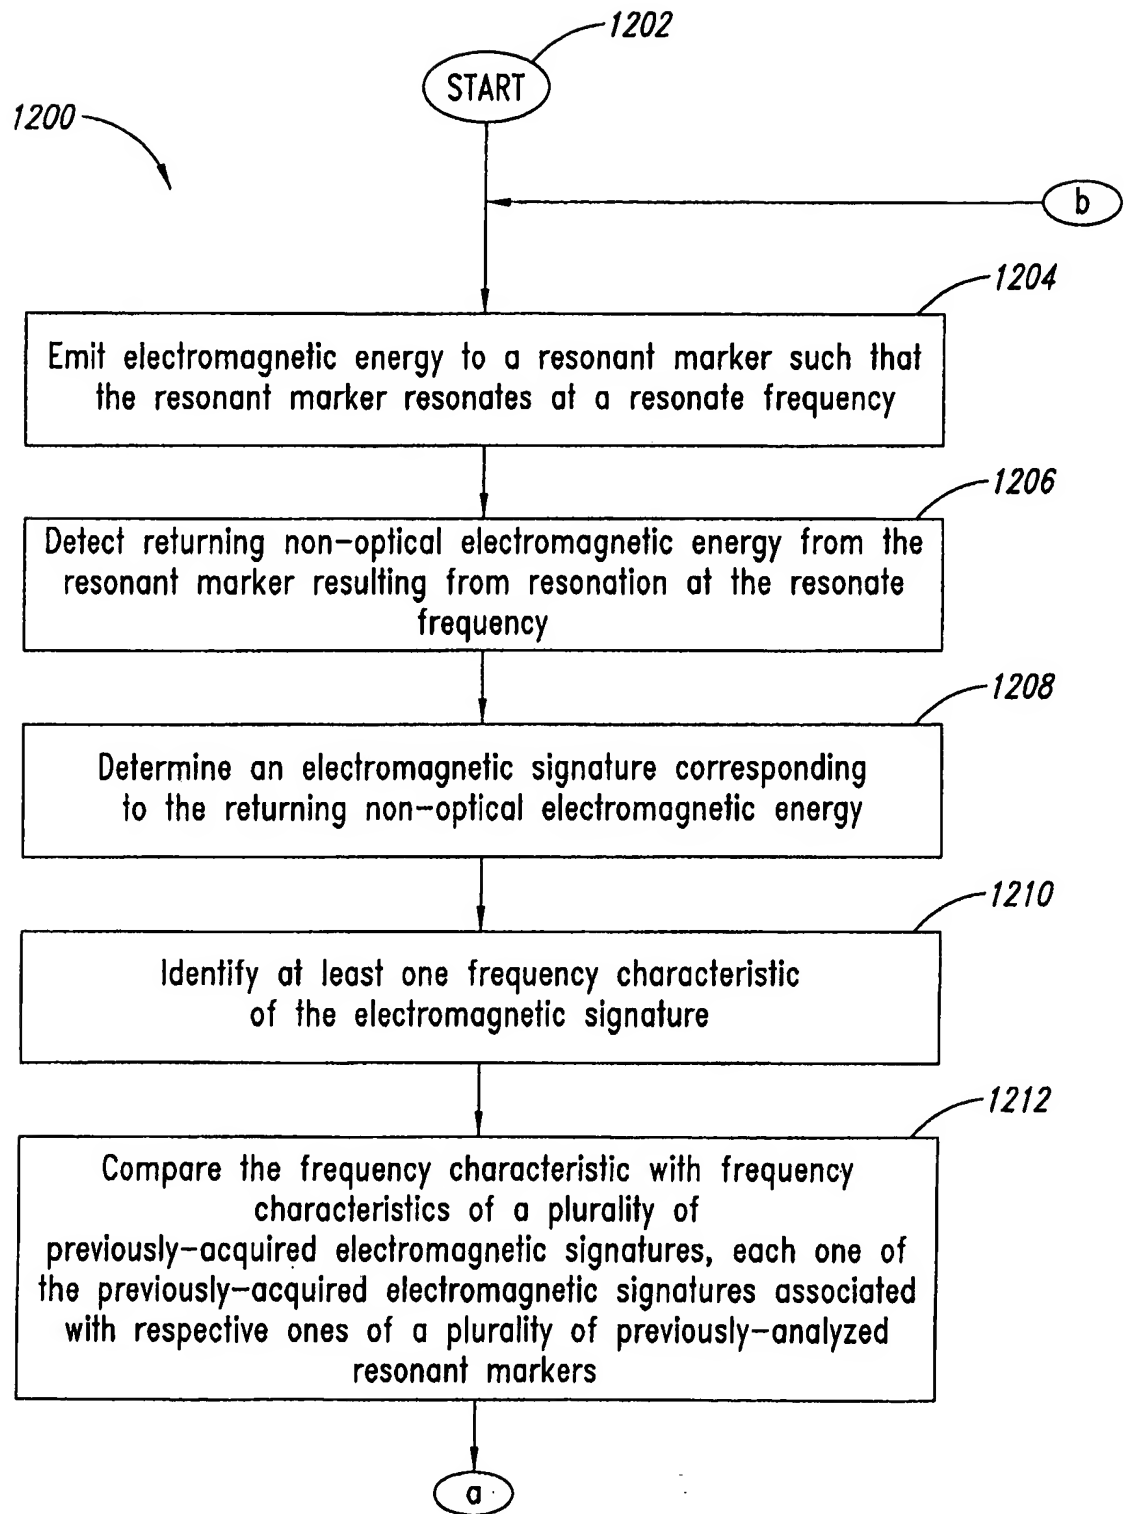 1202
START
1200
b
1204
Emit electromagnetic energy to a resonant marker such that
the resonant marker resonates at a resonate frequency
1206
Detect returning non-optical electromagnetic energy from the
resonant marker resulting from resonation at the resonate
frequency
1208
Determine an electromagnetic signature corresponding
to the returning non-optical electromagnetic energy
1210
Identify at least one frequency characteristic
of the electromagnetic signature
1212
Compare the frequency characteristic with frequency
characteristics of a plurality of
previously-acquired electromagnetic signatures, each one of
the previously-acquired electromagnetic signatures associated
with respective ones of a plurality of previously-analyzed
resonant markers
a